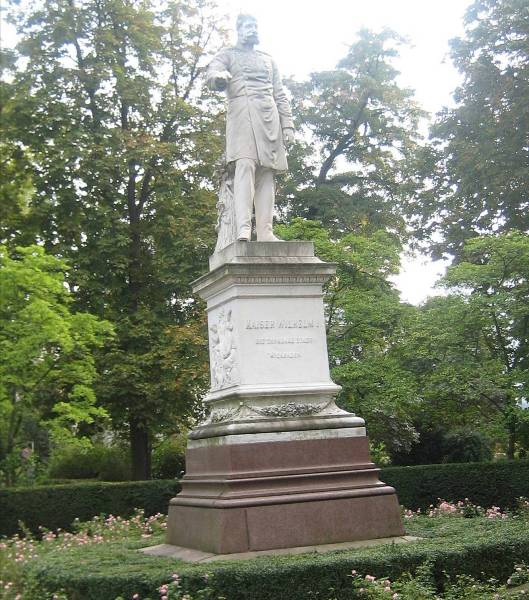 KAISER WILHELM I.
DIE DANKBARE STADT
WIESBADEN